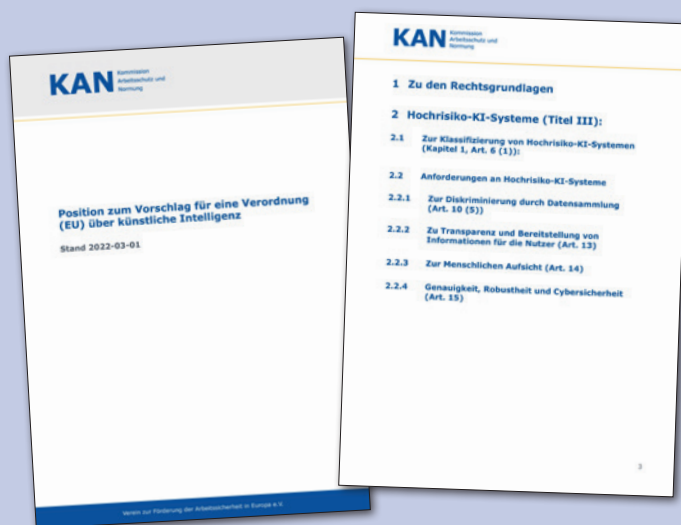 KAN Kommission
Arbeitsschutz und
Normung
Position zum Vorschlag für eine Verordnung
(EU) über künstliche Intelligenz
Stand 2022-03-01
Verein zur Förderung der Arbeitssicherheit in Europa e.V.
KAN Kommission
Arbeitsschutz und
Normung
1 Zu den Rechtsgrundlagen
2 Hochrisiko-KI-Systeme (Titel III):
2.1 Zur Klassifizierung von Hochrisiko-KI-Systemen
(Kapitel 1, Art. 6 (1)):
2.2 Anforderungen an Hochrisiko-KI-Systeme
2.2.1 Zur Diskriminierung durch Datensammlung
(Art. 10 (5))
2.2.2 Zu Transparenz und Bereitstellung von
Informationen für die Nutzer (Art. 13)
2.2.3 Zur Menschlichen Aufsicht (Art. 14)
2.2.4 Genauigkeit, Robustheit und Cybersicherheit
(Art. 15)
3